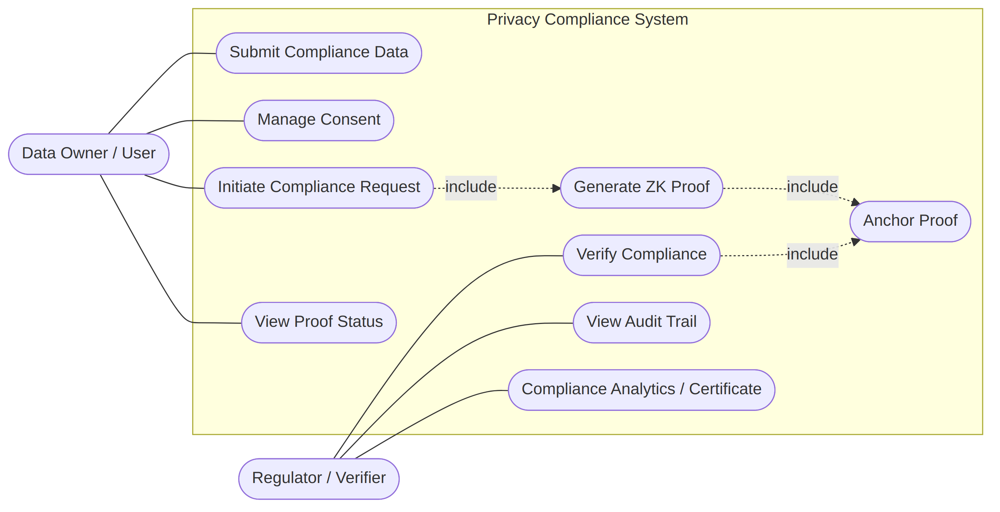 Privacy Compliance System
Submit Compliance Data
Manage Consent
Data Owner / User
Initiate Compliance Request
include
Generate ZK Proof
include
Anchor Proof
Verify Compliance
include
View Proof Status
View Audit Trail
Compliance Analytics / Certificate
Regulator / Verifier